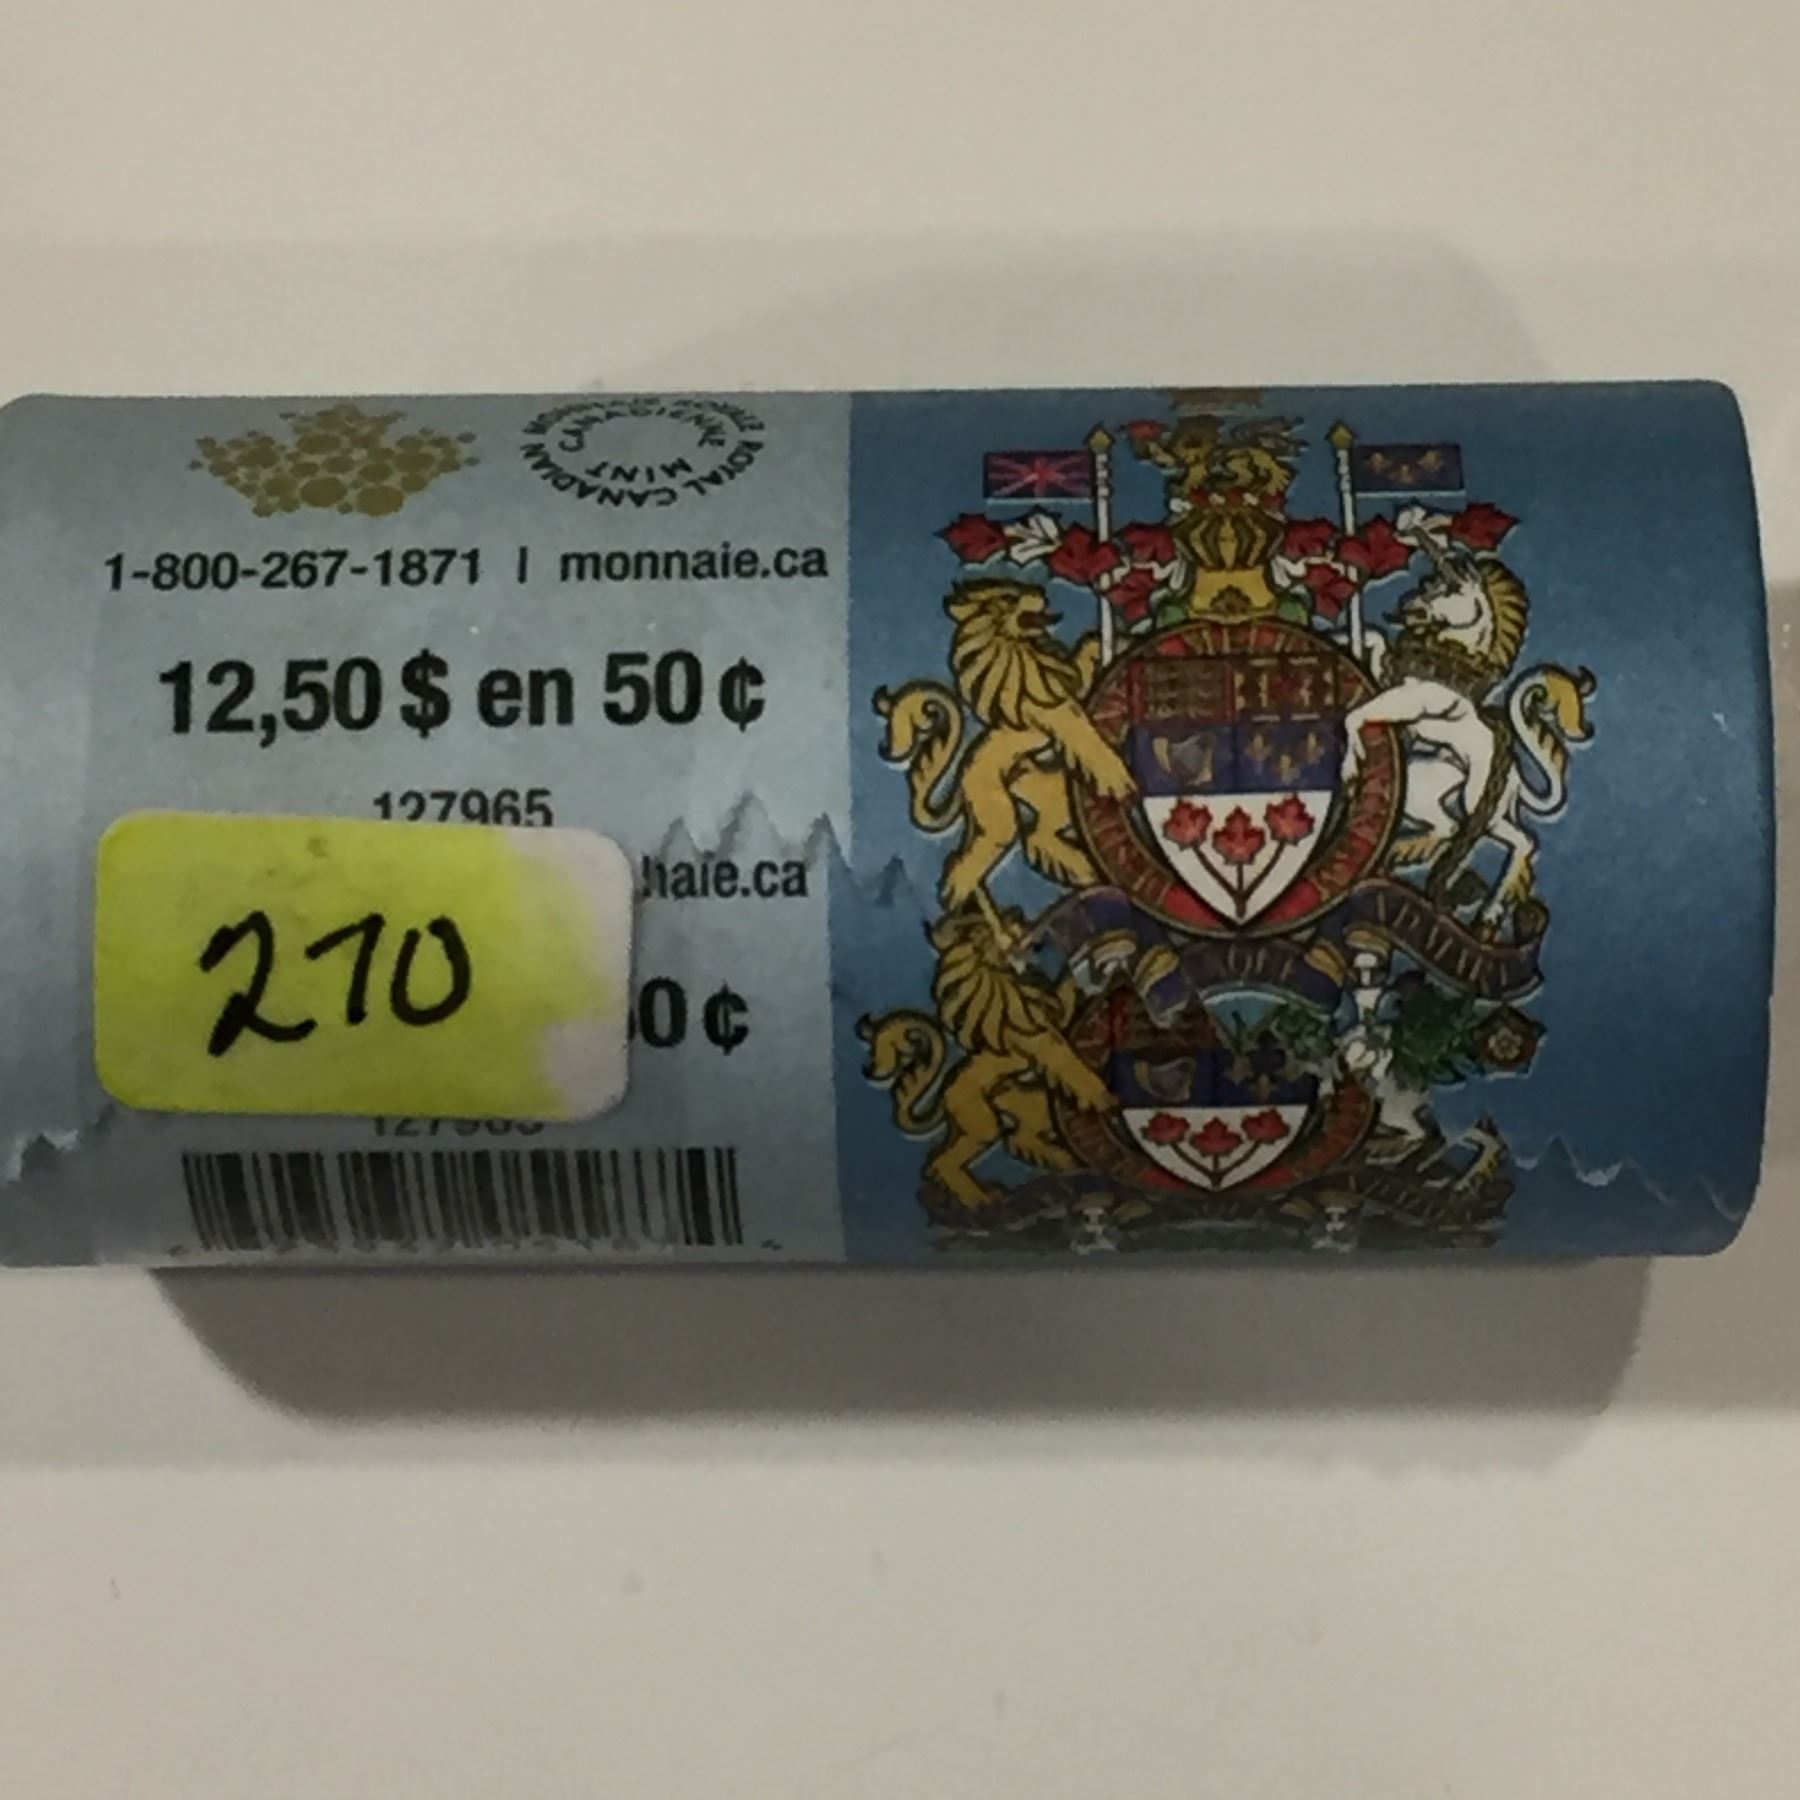 MONNAIE ROYALE CANADIENNE
ROYAL CANADIAN MINT
1-800-267-1871 | monnaie.ca
12,50 $ en 50 ¢
127965
naie.ca
0 ¢
270